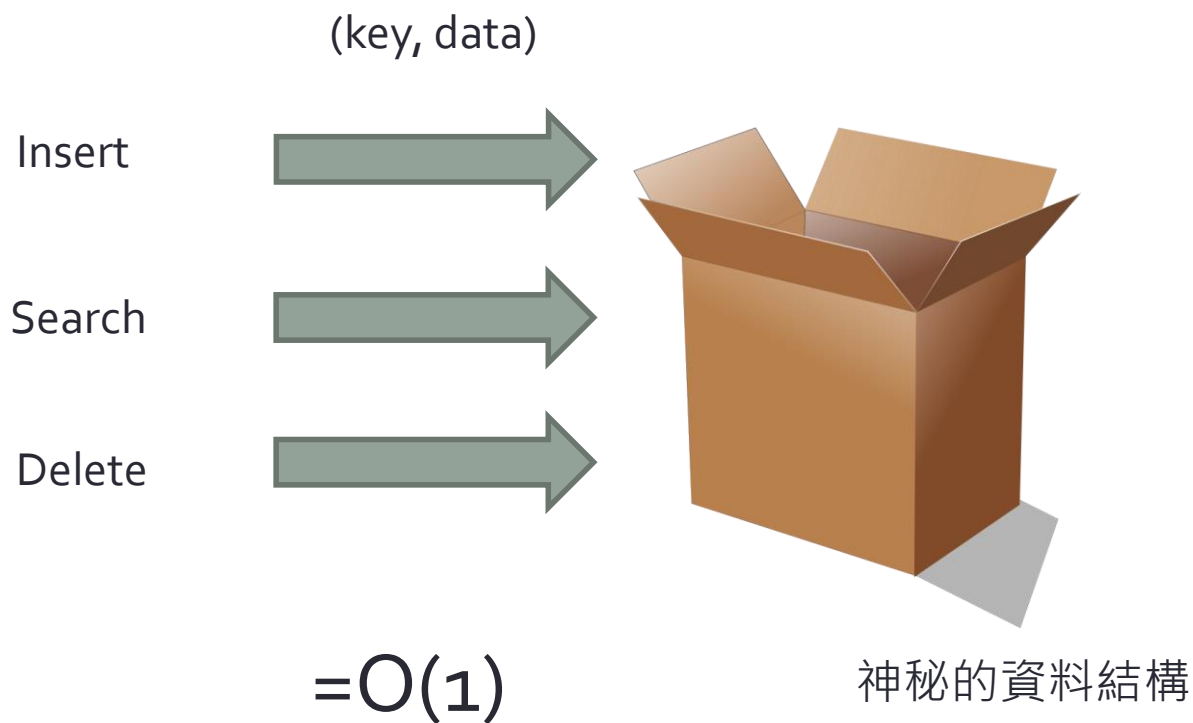 (key, data)
Insert
Search
Delete
=O(1)
神秘的資料結構